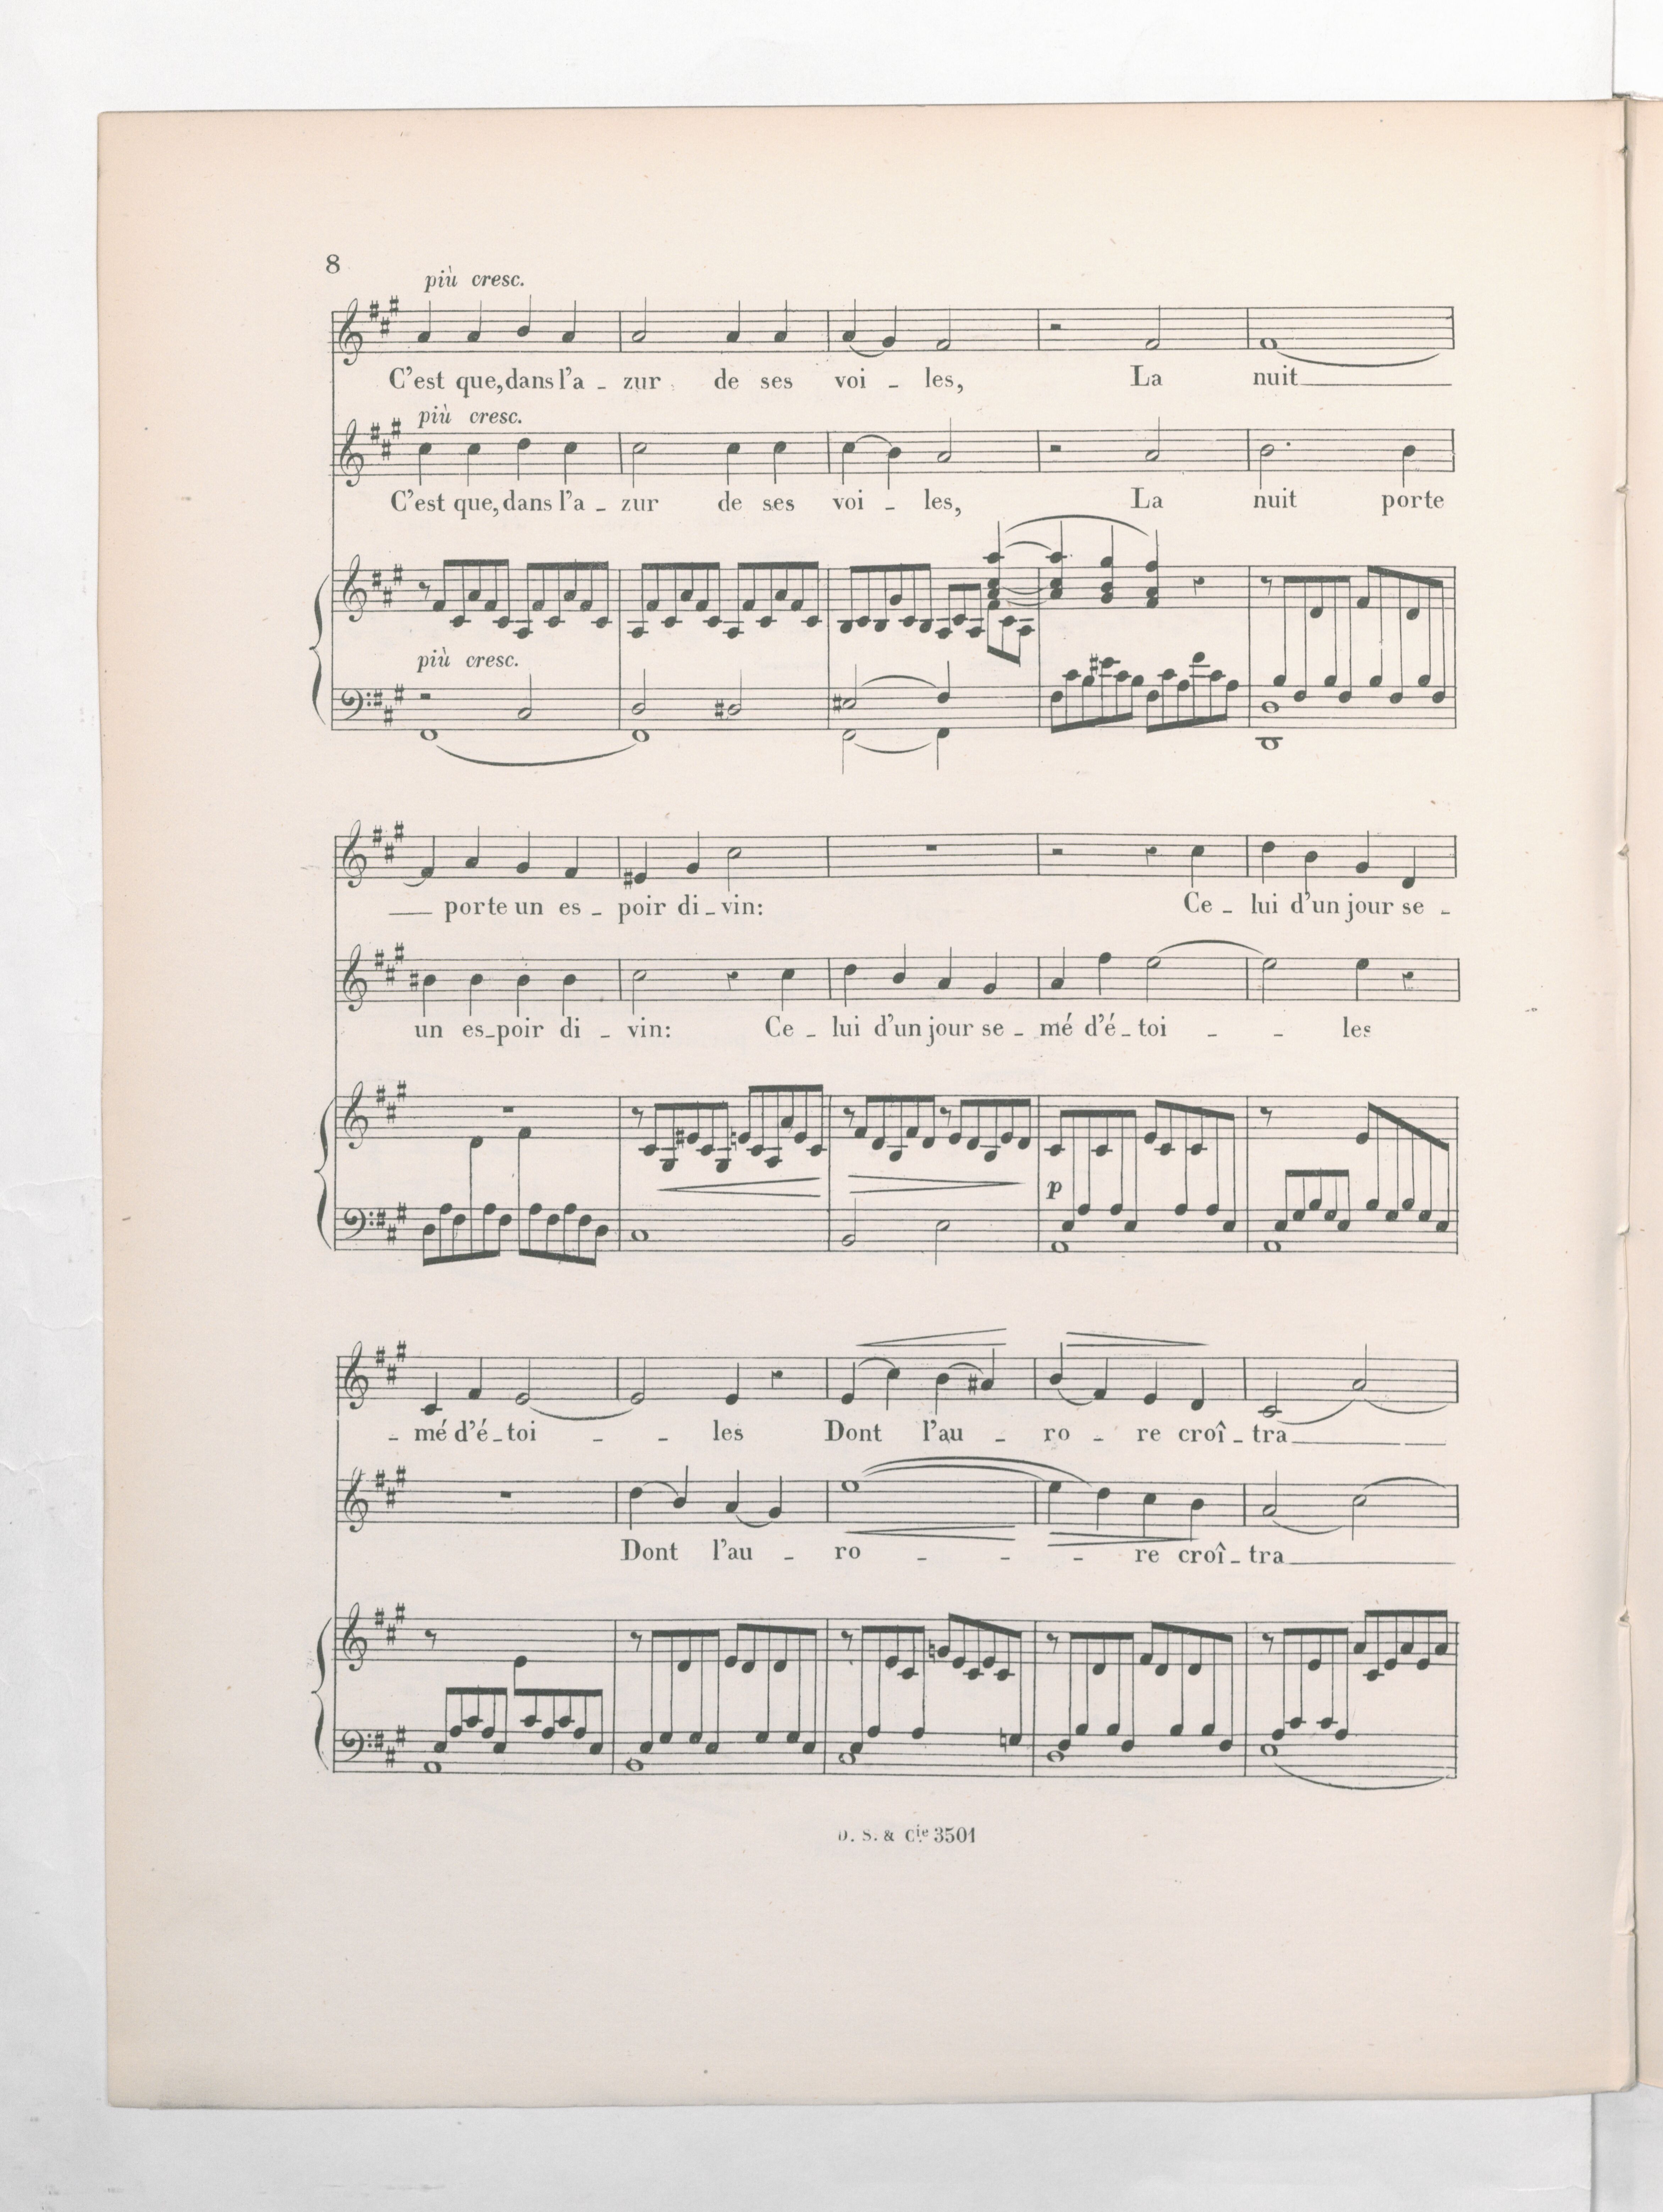 8
più cresc.
C'est que, dans l'a - zur de ses voi - les, La nuit
più cresc.
C'est que, dans l'a - zur de ses voi - les, La nuit porte
più cresc.
porte un es - poir di - vin: Ce - lui d'un jour se -
un es - poir di - vin: Ce - lui d'un jour se - mé d'é - toi - - les
p
- mé d'é - toi - - les Dont l'au - ro - re croî - tra
Dont l'au - ro - - - re croî - tra
D. S. & Cie 3501